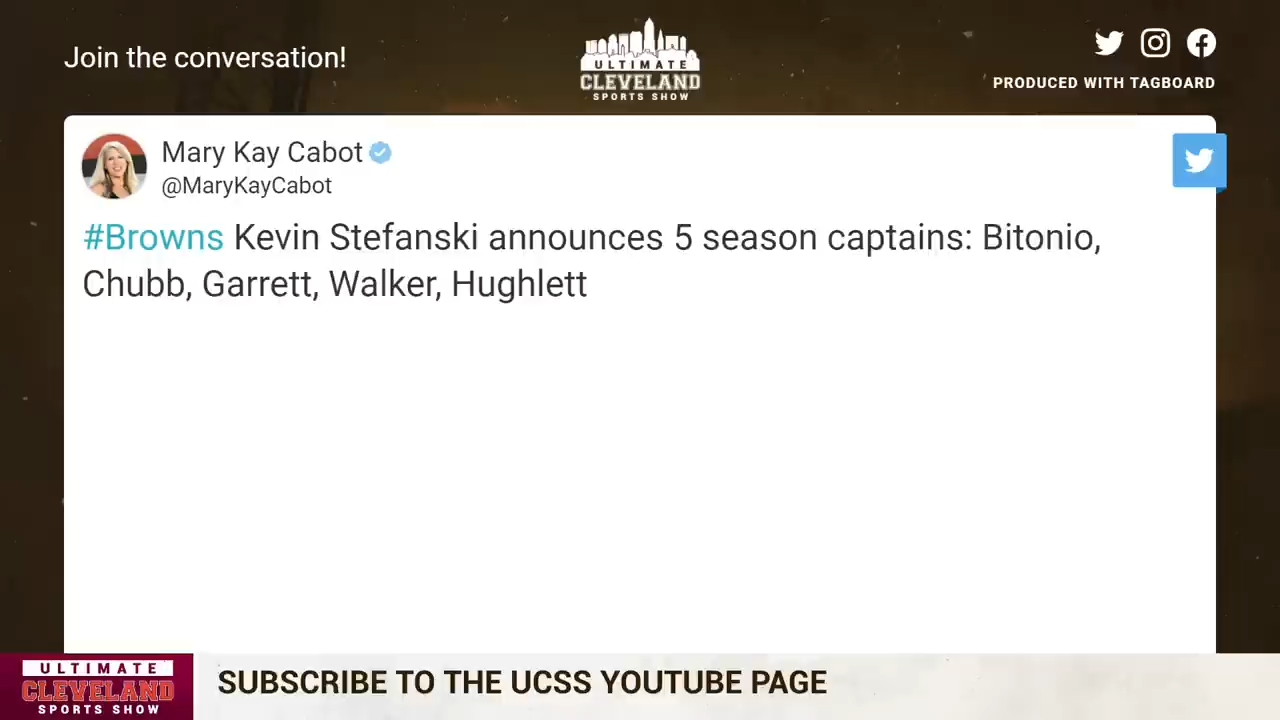 Join the conversation!
ULTIMATE
CLEVELAND
SPORTS SHOW
PRODUCED WITH TAGBOARD
Mary Kay Cabot
@MaryKayCabot
#Browns Kevin Stefanski announces 5 season captains: Bitonio,
Chubb, Garrett, Walker, Hughlett
ULTIMATE
CLEVELAND
SPORTS SHOW
SUBSCRIBE TO THE UCSS YOUTUBE PAGE